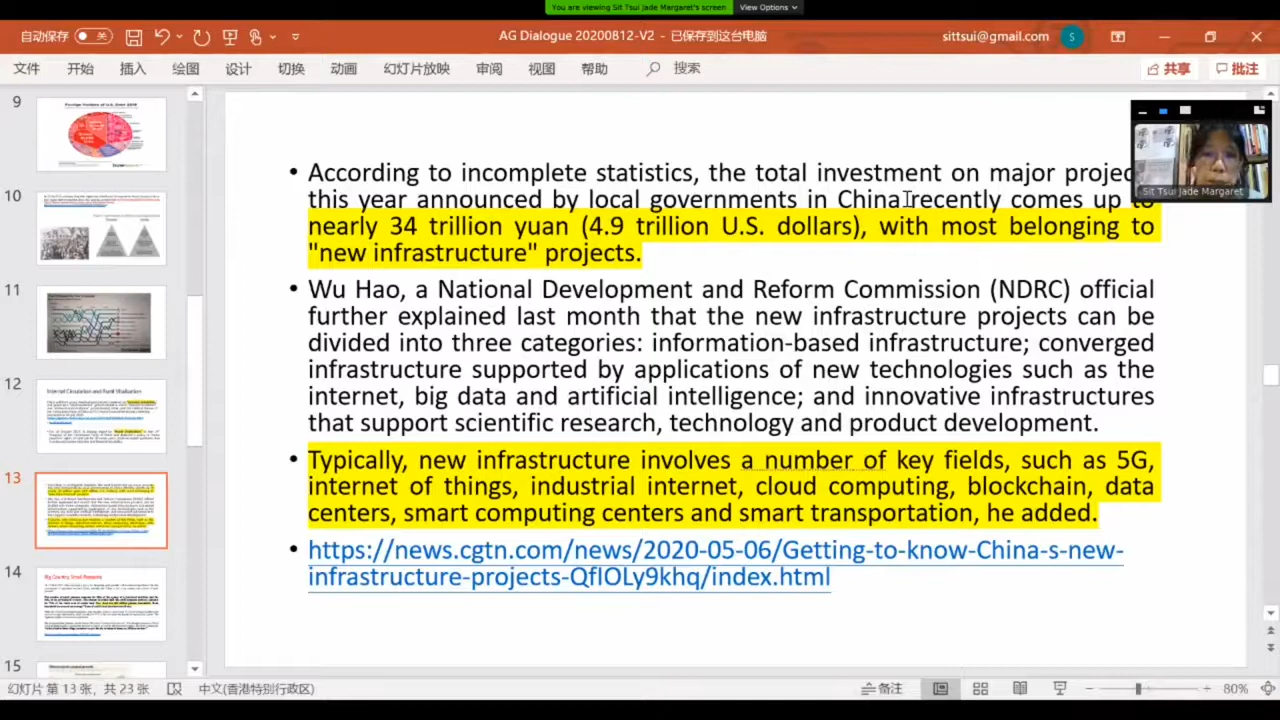 You are viewing Sit Tsui Jade Margaret's screen
View Options
自动保存
关
AG Dialogue 20200812-V2 – 已保存到这台电脑
sittsui@gmail.com
S
文件
开始
插入
绘图
设计
切换
动画
幻灯片放映
审阅
视图
帮助
搜索
共享
批注
9
10
11
12
Internet Circulation and Rural Vitalization
13
14
Big Country Small Peasants
15
• According to incomplete statistics, the total investment on major projec
this year announced by local governments in China recently comes up to
nearly 34 trillion yuan (4.9 trillion U.S. dollars), with most belonging to
"new infrastructure" projects.
• Wu Hao, a National Development and Reform Commission (NDRC) official
further explained last month that the new infrastructure projects can be
divided into three categories: information-based infrastructure; converged
infrastructure supported by applications of new technologies such as the
internet, big data and artificial intelligence; and innovative infrastructures
that support scientific research, technology and product development.
• Typically, new infrastructure involves a number of key fields, such as 5G,
internet of things, industrial internet, cloud computing, blockchain, data
centers, smart computing centers and smart transportation, he added.
• https://news.cgtn.com/news/2020-05-06/Getting-to-know-China-s-new-
infrastructure-projects-QfIOLy9khq/index.html
Sit Tsui Jade Margaret
幻灯片 第 13 张，共 23 张
中文(香港特别行政区)
备注
80%